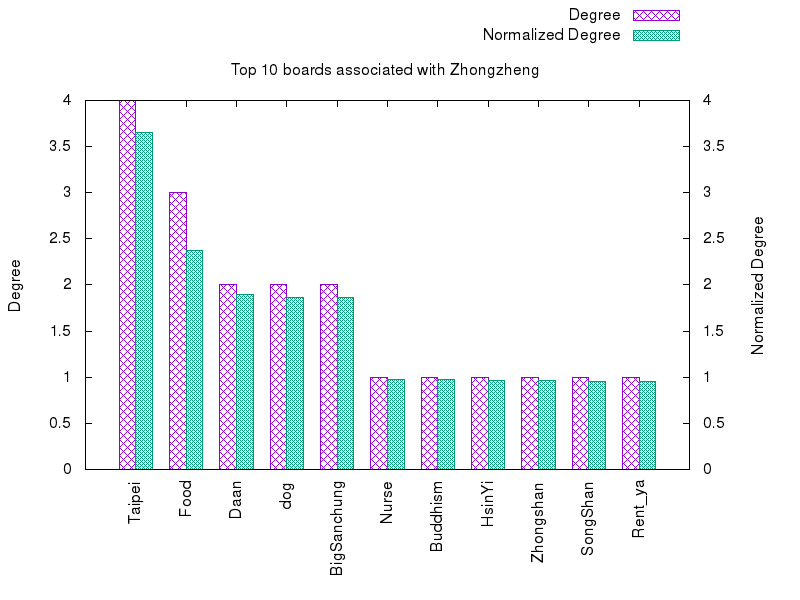 Degree
Normalized Degree
Top 10 boards associated with Zhongzheng
4
3.5
3
2.5
2
1.5
1
0.5
0
Degree
4
3.5
3
2.5
2
1.5
1
0.5
0
Normalized Degree
Taipei
Food
Daan
dog
BigSanchung
Nurse
Buddhism
HsinYi
Zhongshan
SongShan
Rent_ya